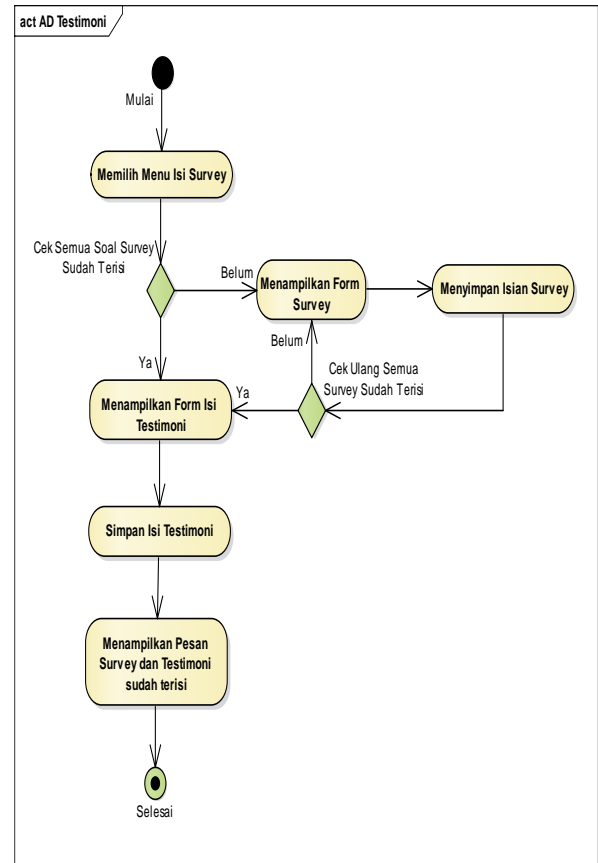 act AD Testimoni
Mulai
Memilih Menu Isi Survey
Cek Semua Soal Survey
Sudah Terisi
Belum
Menampilkan Form
Survey
Menyimpan Isian Survey
Belum
Cek Ulang Semua
Survey Sudah Terisi
Ya
Ya
Menampilkan Form Isi
Testimoni
Simpan Isi Testimoni
Menampilkan Pesan
Survey dan Testimoni
sudah terisi
Selesai